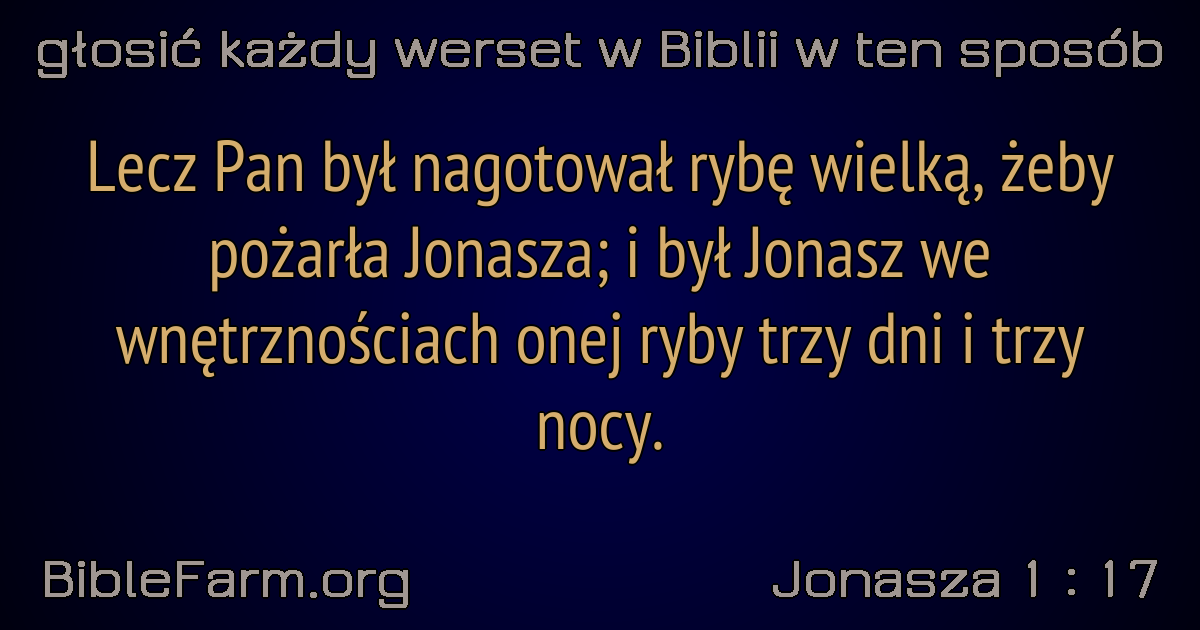 głosić każdy werset w Biblii w ten sposób
Lecz Pan był nagotował rybę wielką, żeby
pożarła Jonasza; i był Jonasz we
wnętrznościach onej ryby trzy dni i trzy
nocy.
BibleFarm.org
Jonasza 1 : 17